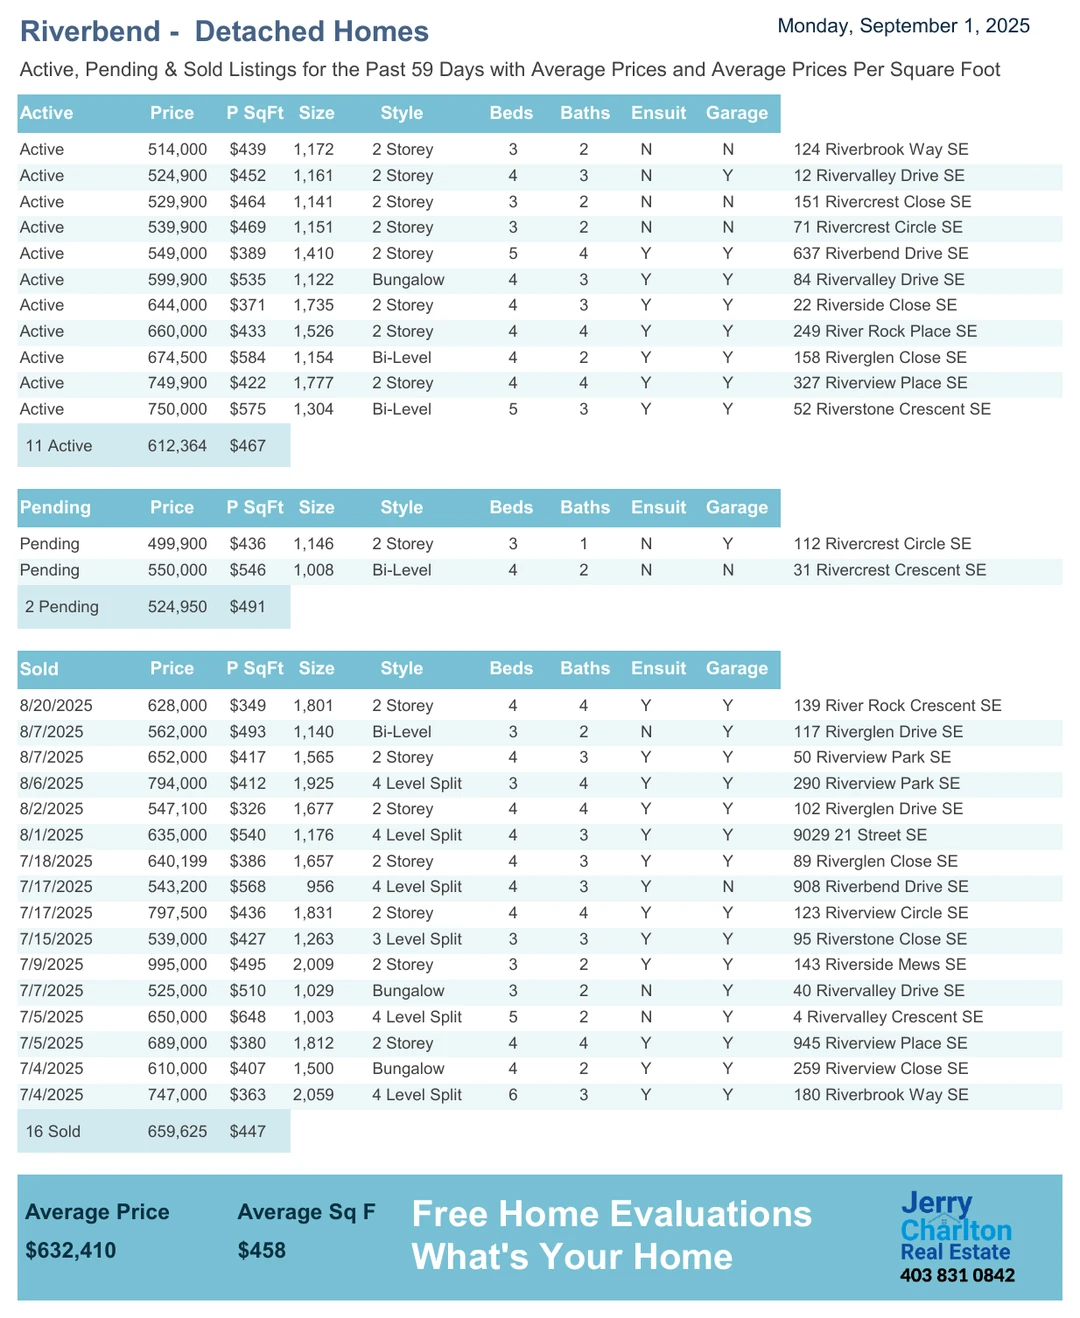 Riverbend -  Detached Homes
Monday, September 1, 2025
Active, Pending & Sold Listings for the Past 59 Days with Average Prices and Average Prices Per Square Foot
Active Price P SqFt Size Style Beds Baths Ensuit Garage
Active 514,000 $439 1,172 2 Storey 3 2 N N 124 Riverbrook Way SE
Active 524,900 $452 1,161 2 Storey 4 3 N Y 12 Rivervalley Drive SE
Active 529,900 $464 1,141 2 Storey 3 2 N N 151 Rivercrest Close SE
Active 539,900 $469 1,151 2 Storey 3 2 N N 71 Rivercrest Circle SE
Active 549,000 $389 1,410 2 Storey 5 4 Y Y 637 Riverbend Drive SE
Active 599,900 $535 1,122 Bungalow 4 3 Y Y 84 Rivervalley Drive SE
Active 644,000 $371 1,735 2 Storey 4 3 Y Y 22 Riverside Close SE
Active 660,000 $433 1,526 2 Storey 4 4 Y Y 249 River Rock Place SE
Active 674,500 $584 1,154 Bi-Level 4 2 Y Y 158 Riverglen Close SE
Active 749,900 $422 1,777 2 Storey 4 4 Y Y 327 Riverview Place SE
Active 750,000 $575 1,304 Bi-Level 5 3 Y Y 52 Riverstone Crescent SE
11 Active 612,364 $467
Pending Price P SqFt Size Style Beds Baths Ensuit Garage
Pending 499,900 $436 1,146 2 Storey 3 1 N Y 112 Rivercrest Circle SE
Pending 550,000 $546 1,008 Bi-Level 4 2 N N 31 Rivercrest Crescent SE
2 Pending 524,950 $491
Sold Price P SqFt Size Style Beds Baths Ensuit Garage
8/20/2025 628,000 $349 1,801 2 Storey 4 4 Y Y 139 River Rock Crescent SE
8/7/2025 562,000 $493 1,140 Bi-Level 3 2 N Y 117 Riverglen Drive SE
8/7/2025 652,000 $417 1,565 2 Storey 4 3 Y Y 50 Riverview Park SE
8/6/2025 794,000 $412 1,925 4 Level Split 3 4 Y Y 290 Riverview Park SE
8/2/2025 547,100 $326 1,677 2 Storey 4 4 Y Y 102 Riverglen Drive SE
8/1/2025 635,000 $540 1,176 4 Level Split 4 3 Y Y 9029 21 Street SE
7/18/2025 640,199 $386 1,657 2 Storey 4 3 Y Y 89 Riverglen Close SE
7/17/2025 543,200 $568 956 4 Level Split 4 3 Y N 908 Riverbend Drive SE
7/17/2025 797,500 $436 1,831 2 Storey 4 4 Y Y 123 Riverview Circle SE
7/15/2025 539,000 $427 1,263 3 Level Split 3 3 Y Y 95 Riverstone Close SE
7/9/2025 995,000 $495 2,009 2 Storey 3 2 Y Y 143 Riverside Mews SE
7/7/2025 525,000 $510 1,029 Bungalow 3 2 N Y 40 Rivervalley Drive SE
7/5/2025 650,000 $648 1,003 4 Level Split 5 2 N Y 4 Rivervalley Crescent SE
7/5/2025 689,000 $380 1,812 2 Storey 4 4 Y Y 945 Riverview Place SE
7/4/2025 610,000 $407 1,500 Bungalow 4 2 Y Y 259 Riverview Close SE
7/4/2025 747,000 $363 2,059 4 Level Split 6 3 Y Y 180 Riverbrook Way SE
16 Sold 659,625 $447
Average Price Average Sq F
$632,410 $458
Free Home Evaluations
What's Your Home
Jerry
Charlton
Real Estate
403 831 0842